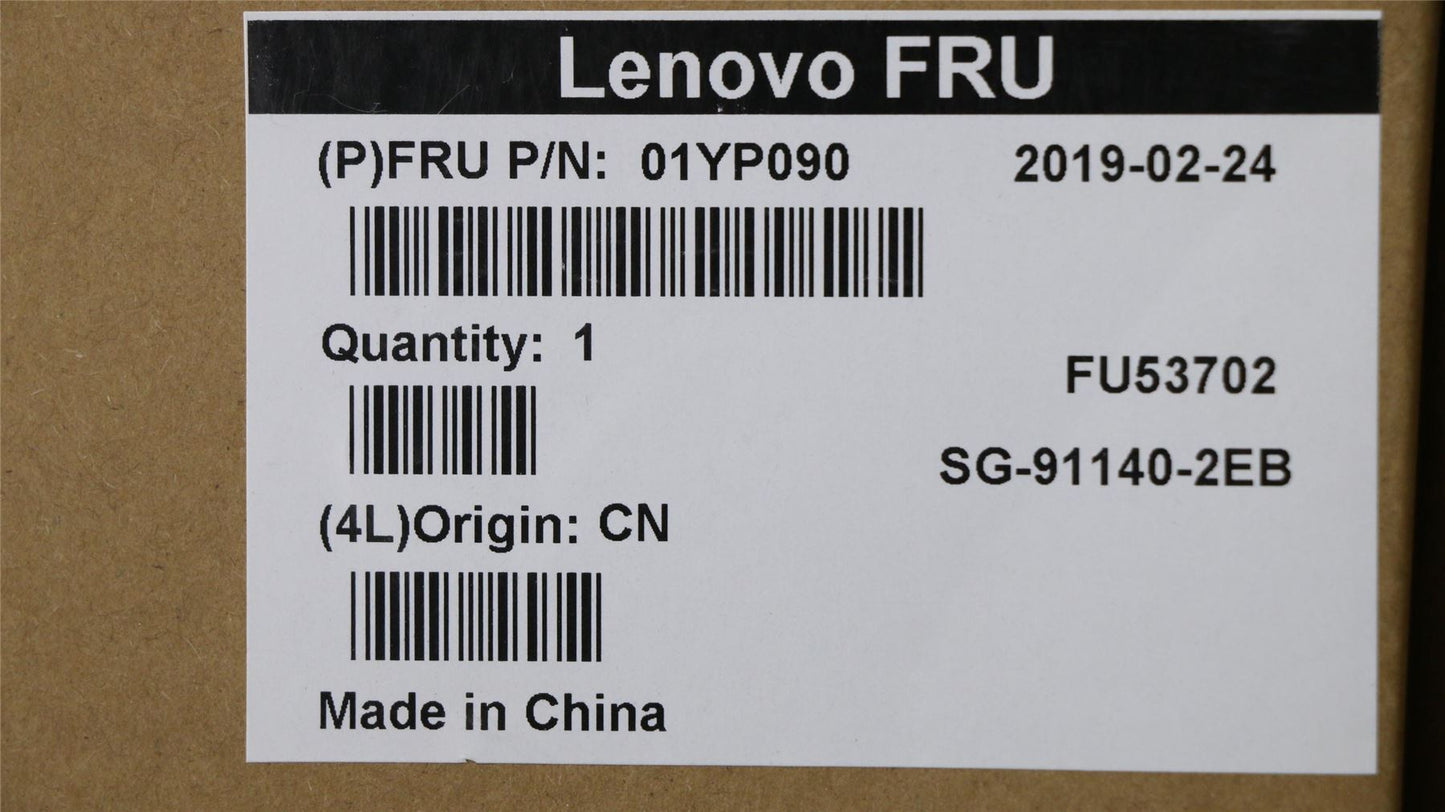 Lenovo FRU
(P)FRU P/N: 01YP090 2019-02-24
Quantity: 1
FU53702
SG-91140-2EB
(4L)Origin: CN
Made in China